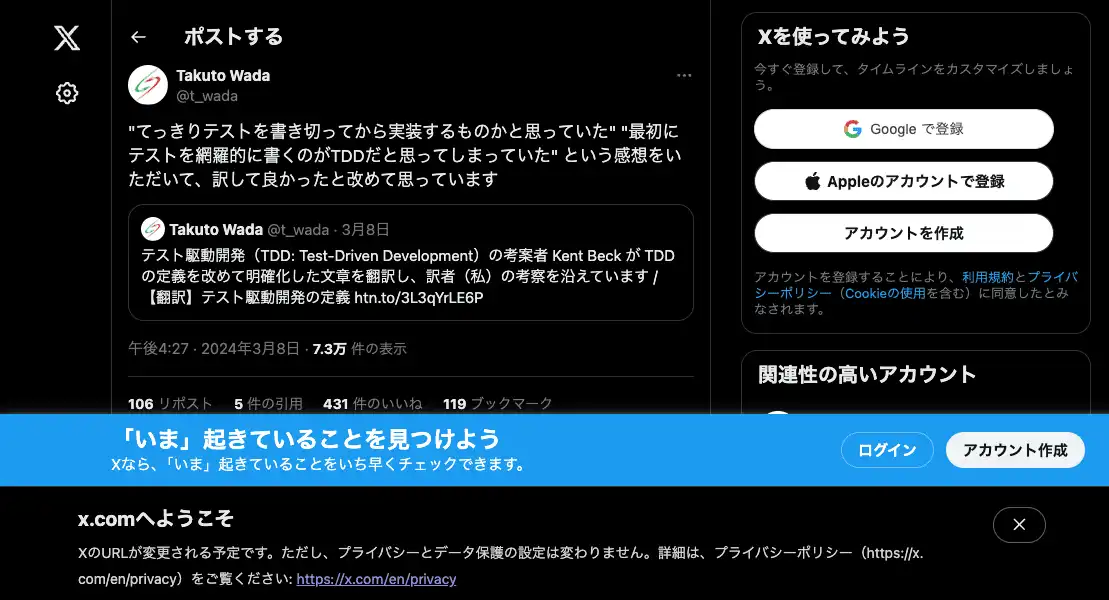 ポストする
Takuto Wada
@t_wada
"てっきりテストを書き切ってから実装するものかと思っていた" "最初に
テストを網羅的に書くのがTDDだと思ってしまっていた" という感想をい
ただいて、訳して良かったと改めて思っています
Takuto Wada @t_wada · 3月8日
テスト駆動開発（TDD: Test-Driven Development）の考案者 Kent Beck が TDD
の定義を改めて明確化した文章を翻訳し、訳者（私）の考察を沿えています /
【翻訳】テスト駆動開発の定義 htn.to/3L3qYrLE6P
午後4:27 · 2024年3月8日 · 7.3万 件の表示
106 リポスト 5 件の引用 431 件のいいね 119 ブックマーク
Xを使ってみよう
今すぐ登録して、タイムラインをカスタマイズしましょ
う。
Google で登録
Appleのアカウントで登録
アカウントを作成
アカウントを登録することにより、利用規約とプライバ
シーポリシー（Cookieの使用を含む）に同意したとみ
なされます。
関連性の高いアカウント
「いま」起きていることを見つけよう
Xなら、「いま」起きていることをいち早くチェックできます。
ログイン
アカウント作成
x.comへようこそ
XのURLが変更される予定です。ただし、プライバシーとデータ保護の設定は変わりません。詳細は、プライバシーポリシー（https://x.
com/en/privacy）をご覧ください: https://x.com/en/privacy